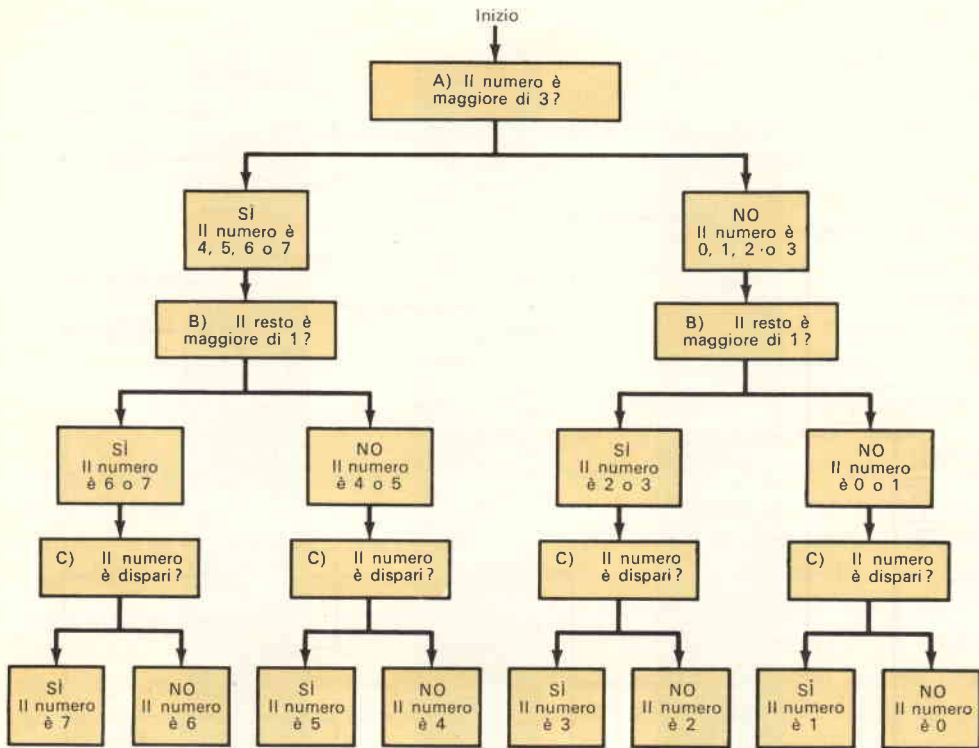 Inizio
A) Il numero è
maggiore di 3?
SÌ
Il numero è
4, 5, 6 o 7
NO
Il numero è
0, 1, 2 o 3
B) Il resto è
maggiore di 1?
B) Il resto è
maggiore di 1?
SÌ
Il numero
è 6 o 7
NO
Il numero
è 4 o 5
SÌ
Il numero
è 2 o 3
NO
Il numero
è 0 o 1
C) Il numero
è dispari?
C) Il numero
è dispari?
C) Il numero
è dispari?
C) Il numero
è dispari?
SÌ
Il numero
è 7
NO
Il numero
è 6
SÌ
Il numero
è 5
NO
Il numero
è 4
SÌ
Il numero
è 3
NO
Il numero
è 2
SÌ
Il numero
è 1
NO
Il numero
è 0